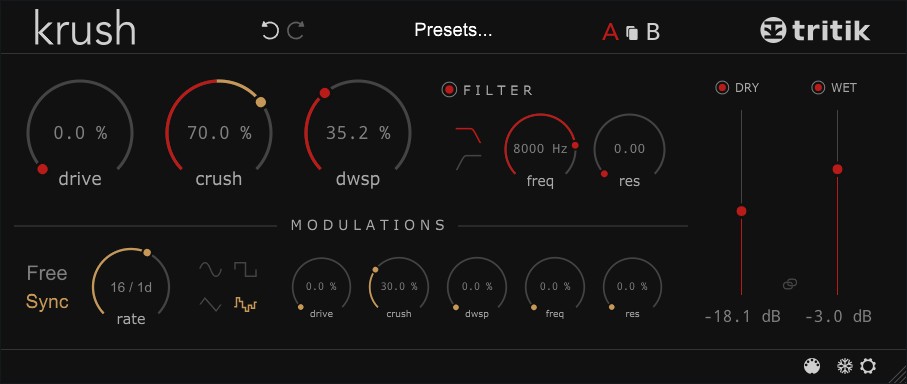 krush
Presets...
A B
tritik
0.0 %
drive
70.0 %
crush
35.2 %
dwsp
FILTER
8000 Hz
freq
0.00
res
DRY
WET
MODULATIONS
Free
Sync
16 / 1d
rate
0.0 %
drive
30.0 %
crush
0.0 %
dwsp
0.0 %
freq
0.0 %
res
-18.1 dB
-3.0 dB